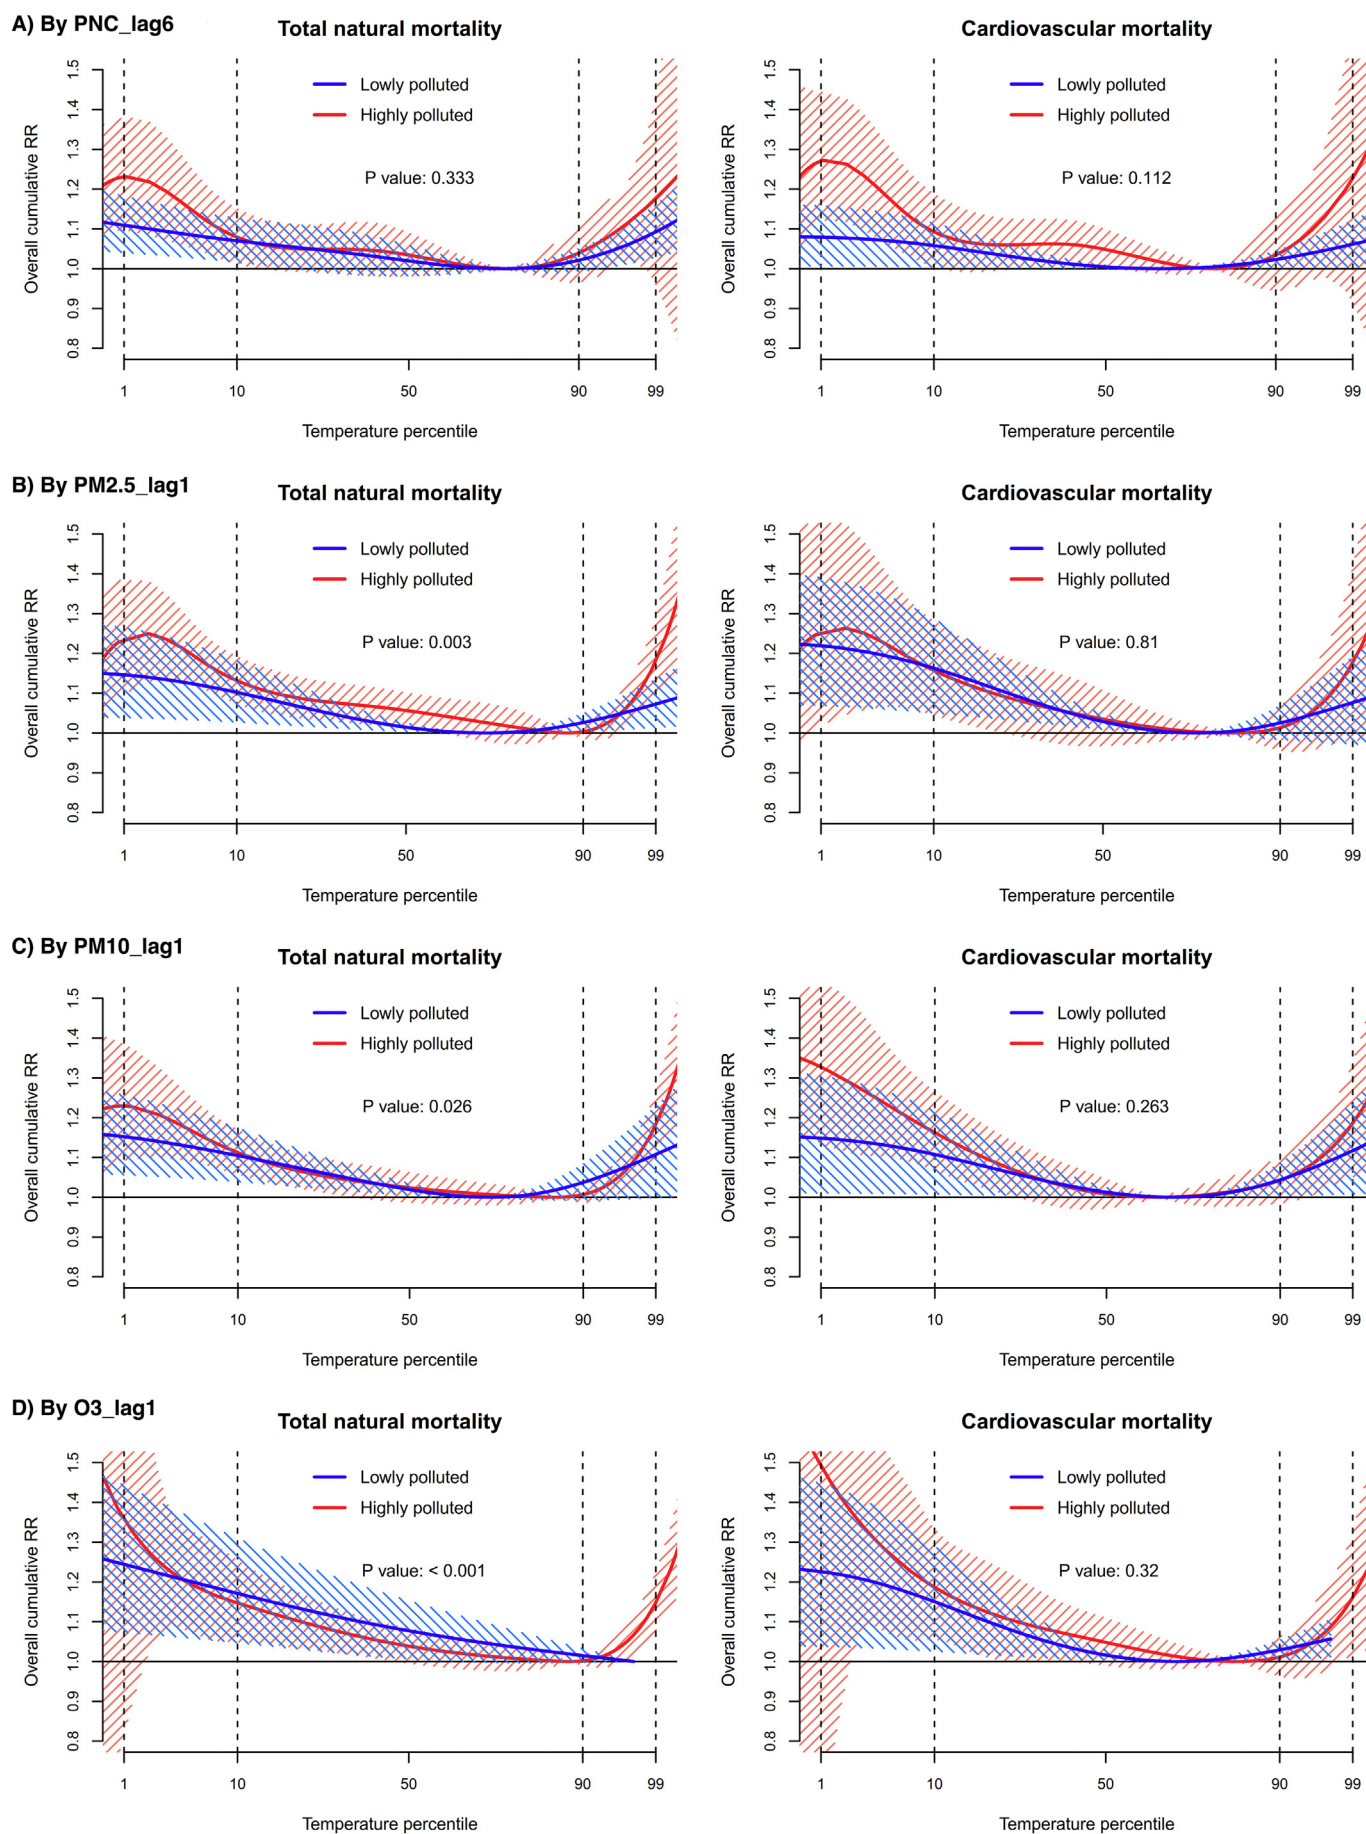 A) By PNC_lag6
Total natural mortality
Overall cumulative RR
1.5
1.4
1.3
1.2
1.1
1.0
0.9
0.8
Lowly polluted
Highly polluted
P value: 0.333
1 10 50 90 99
Temperature percentile
Cardiovascular mortality
Overall cumulative RR
1.5
1.4
1.3
1.2
1.1
1.0
0.9
0.8
Lowly polluted
Highly polluted
P value: 0.112
1 10 50 90 99
Temperature percentile
B) By PM2.5_lag1
Total natural mortality
Overall cumulative RR
1.5
1.4
1.3
1.2
1.1
1.0
0.9
0.8
Lowly polluted
Highly polluted
P value: 0.003
1 10 50 90 99
Temperature percentile
Cardiovascular mortality
Overall cumulative RR
1.5
1.4
1.3
1.2
1.1
1.0
0.9
0.8
Lowly polluted
Highly polluted
P value: 0.81
1 10 50 90 99
Temperature percentile
C) By PM10_lag1
Total natural mortality
Overall cumulative RR
1.5
1.4
1.3
1.2
1.1
1.0
0.9
0.8
Lowly polluted
Highly polluted
P value: 0.026
1 10 50 90 99
Temperature percentile
Cardiovascular mortality
Overall cumulative RR
1.5
1.4
1.3
1.2
1.1
1.0
0.9
0.8
Lowly polluted
Highly polluted
P value: 0.263
1 10 50 90 99
Temperature percentile
D) By O3_lag1
Total natural mortality
Overall cumulative RR
1.5
1.4
1.3
1.2
1.1
1.0
0.9
0.8
Lowly polluted
Highly polluted
P value: < 0.001
1 10 50 90 99
Temperature percentile
Cardiovascular mortality
Overall cumulative RR
1.5
1.4
1.3
1.2
1.1
1.0
0.9
0.8
Lowly polluted
Highly polluted
P value: 0.32
1 10 50 90 99
Temperature percentile